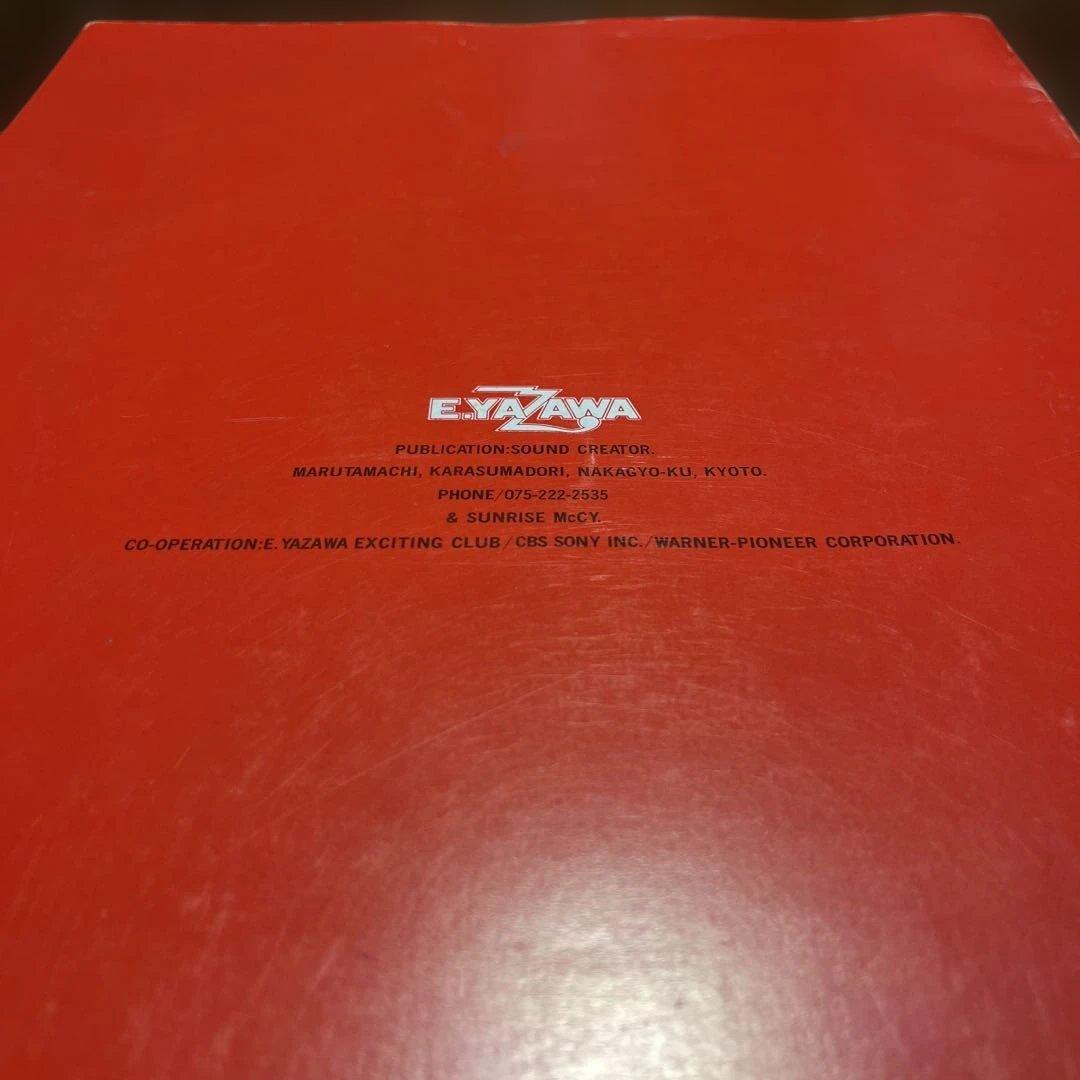 E.YAZAWA
PUBLICATION:SOUND CREATOR.
MARUTAMACHI, KARASUMADORI, NAKAGYO-KU, KYOTO.
PHONE/075-222-2535
& SUNRISE McCY.
CO-OPERATION:E.YAZAWA EXCITING CLUB/CBS SONY INC./WARNER-PIONEER CORPORATION.